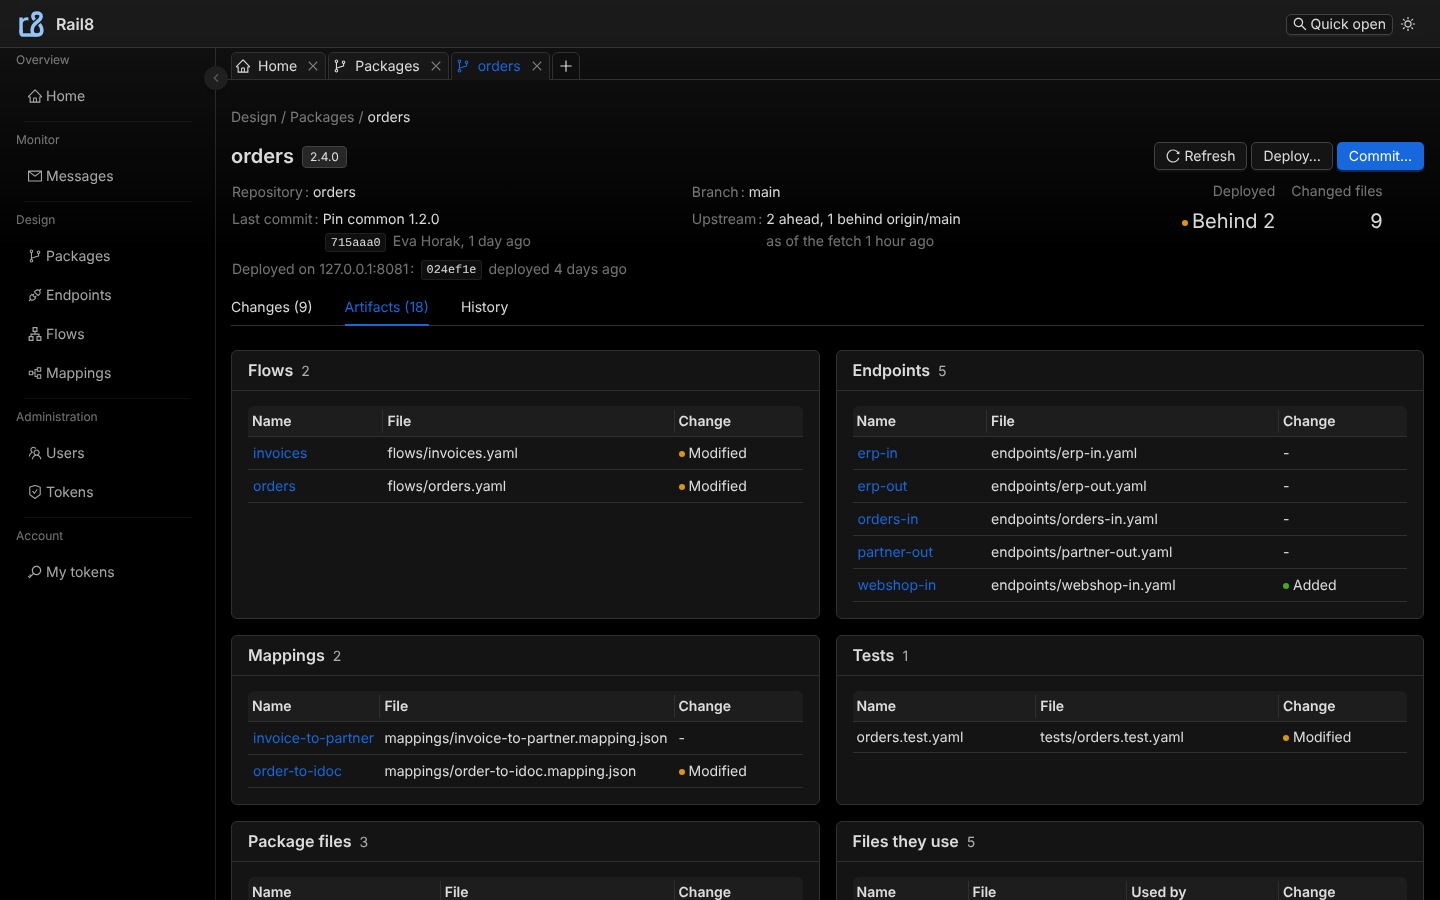 r8 Rail8
Quick open
Overview
Home
Monitor
Messages
Design
Packages
Endpoints
Flows
Mappings
Administration
Users
Tokens
Account
My tokens
Home
Packages
orders
Design / Packages / orders
orders 2.4.0
Refresh
Deploy...
Commit...
Repository: orders
Branch: main
Last commit: Pin common 1.2.0
715aaa0 Eva Horak, 1 day ago
Upstream: 2 ahead, 1 behind origin/main
as of the fetch 1 hour ago
Deployed on 127.0.0.1:8081: 024ef1e deployed 4 days ago
Deployed
Behind 2
Changed files
9
Changes (9)
Artifacts (18)
History
Flows 2
Name File Change
invoices flows/invoices.yaml Modified
orders flows/orders.yaml Modified
Endpoints 5
Name File Change
erp-in endpoints/erp-in.yaml -
erp-out endpoints/erp-out.yaml -
orders-in endpoints/orders-in.yaml -
partner-out endpoints/partner-out.yaml -
webshop-in endpoints/webshop-in.yaml Added
Mappings 2
Name File Change
invoice-to-partner mappings/invoice-to-partner.mapping.json -
order-to-idoc mappings/order-to-idoc.mapping.json Modified
Tests 1
Name File Change
orders.test.yaml tests/orders.test.yaml Modified
Package files 3
Name File Change
Files they use 5
Name File Used by Change